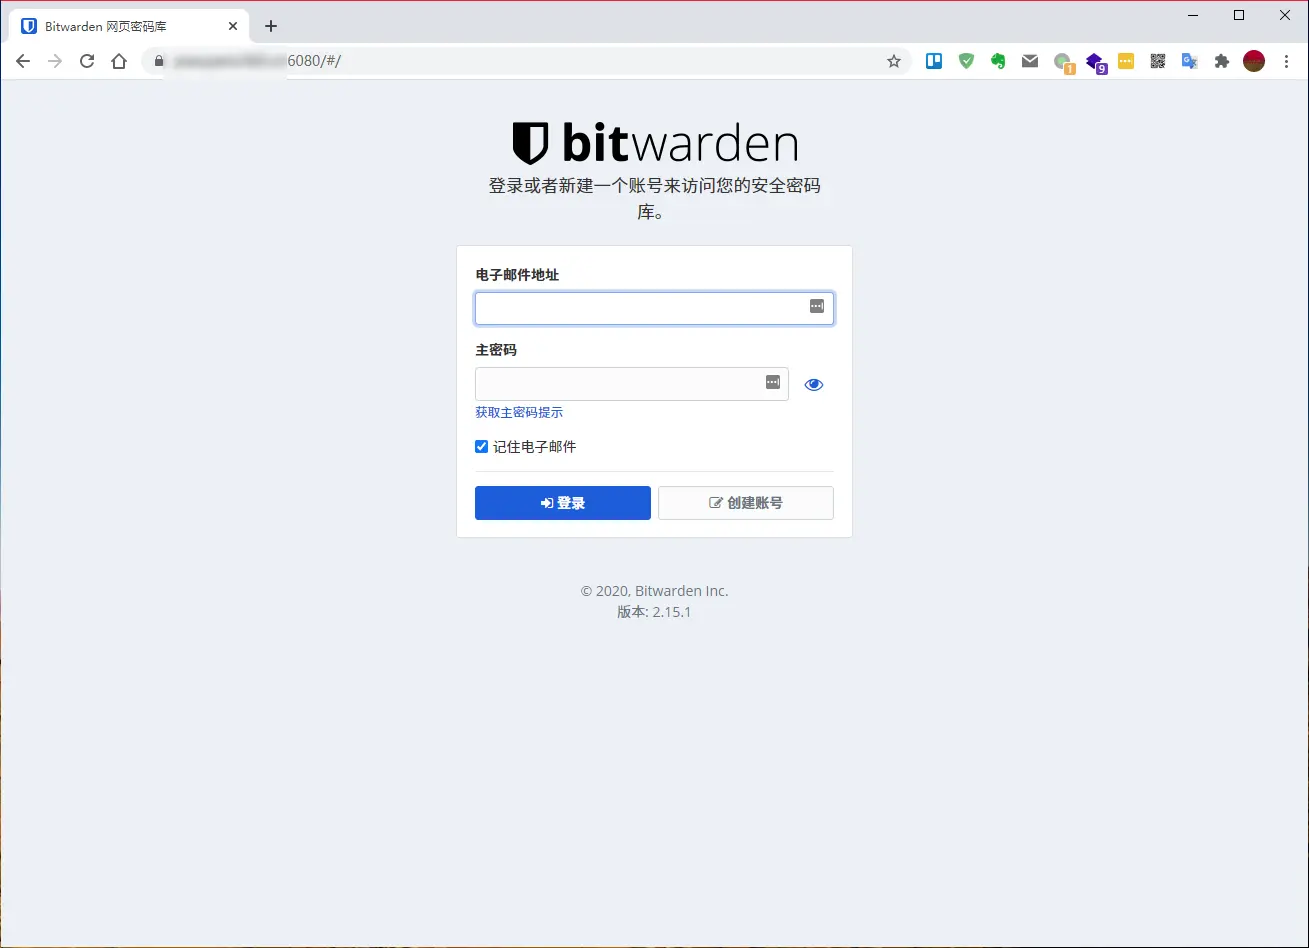 Bitwarden 网页密码库
6080/#/
1
9
bitwarden
登录或者新建一个账号来访问您的安全密码
库。
电子邮件地址
主密码
获取主密码提示
记住电子邮件
登录
创建账号
© 2020, Bitwarden Inc.
版本: 2.15.1